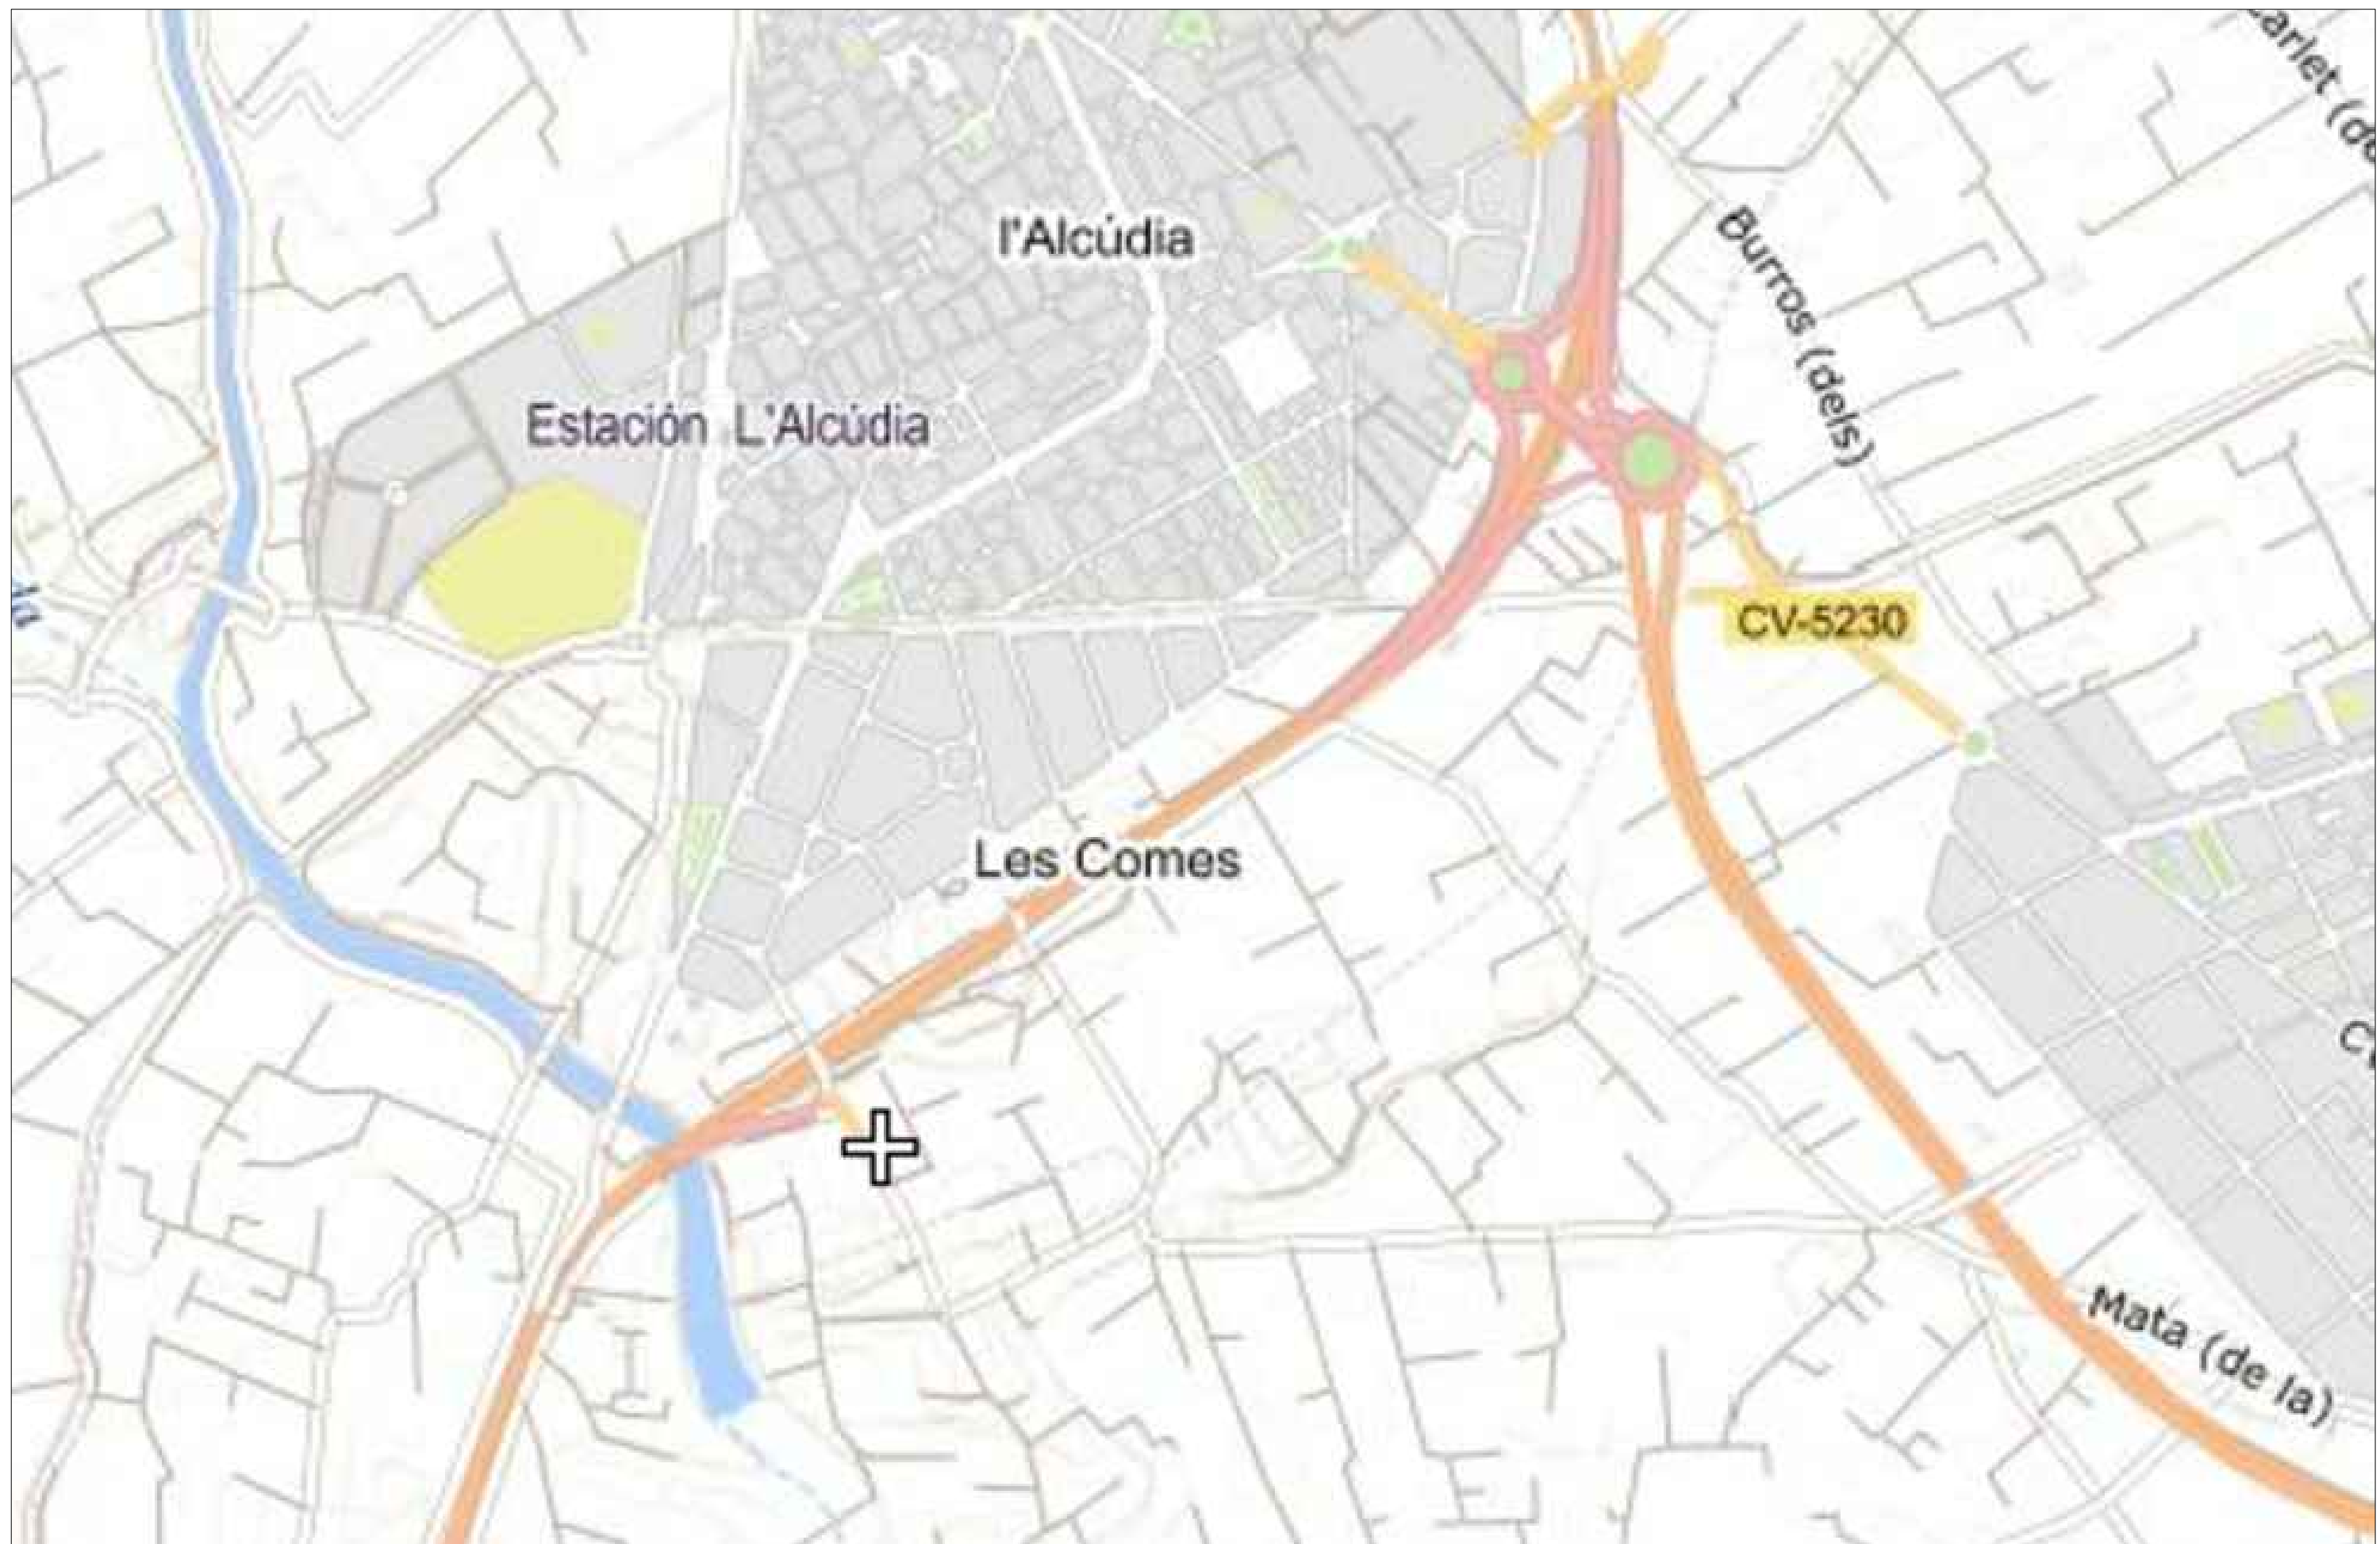 l'Alcúdia
Burros (dels)
Estación L'Alcúdia
CV-5230
Les Comes
Mata (de la)